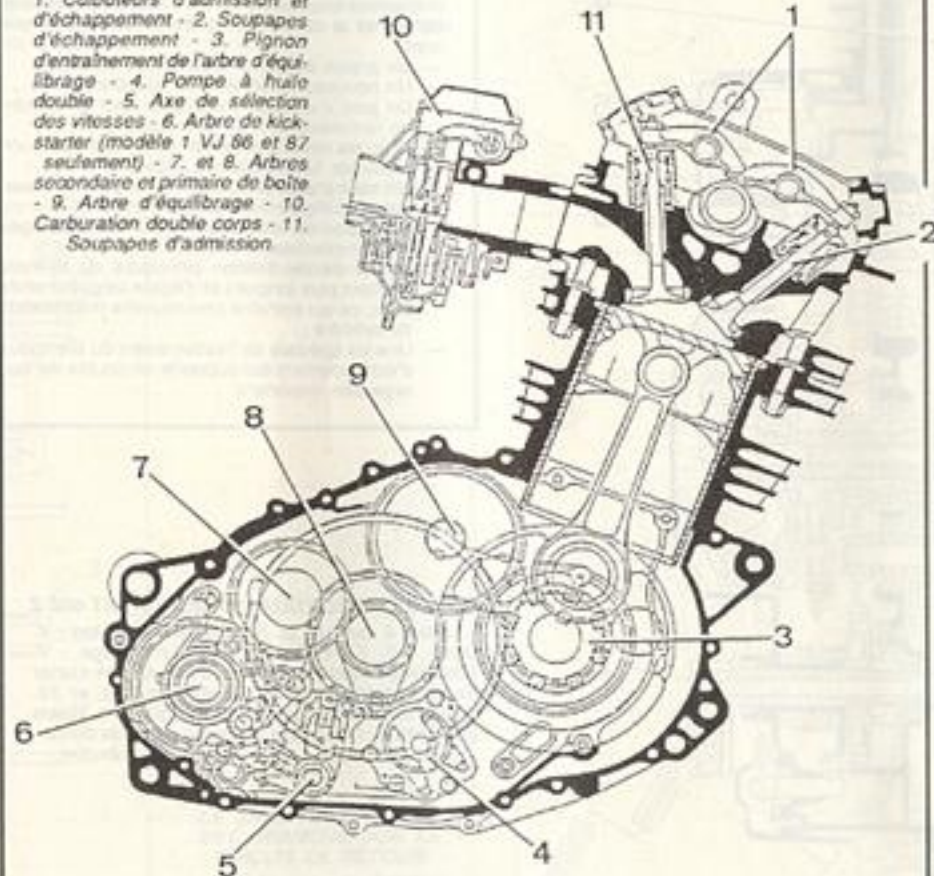 1. Culbuteurs d'admission et
d'échappement - 2. Soupapes
d'échappement - 3. Pignon
d'entraînement de l'arbre d'équi-
librage - 4. Pompe à huile
double - 5. Axe de sélection
des vitesses - 6. Arbre de kick-
starter (modèle 1 VJ 86 et 87
seulement) - 7. et 8. Arbres
secondaire et primaire de boîte
- 9. Arbre d'équilibrage - 10.
Carburation double corps - 11.
Soupapes d'admission.
10
11
1
2
9
8
7
3
6
5
4